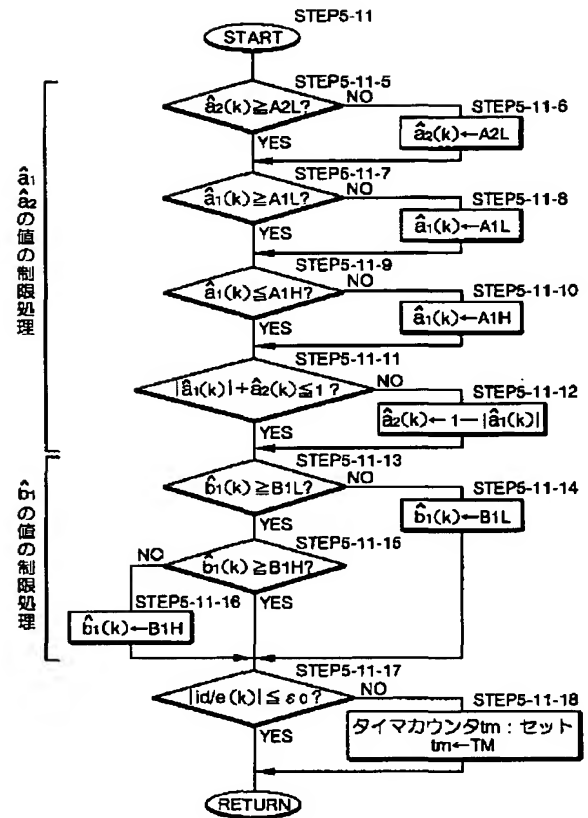 STEP5-11
START
STEP5-11-5
â2(k)≧A2L?
NO
YES
STEP5-11-6
â2(k)←A2L
STEP5-11-7
â1(k)≧A1L?
NO
YES
STEP5-11-8
â1(k)←A1L
STEP5-11-9
â1(k)≦A1H?
NO
YES
STEP5-11-10
â1(k)←A1H
STEP5-11-11
|â1(k)|+â2(k)≦1?
NO
YES
STEP5-11-12
â2(k)←1—|â1(k)|
â1
â2の値の制限処理
STEP5-11-13
b̂1(k)≧B1L?
NO
YES
STEP5-11-14
b̂1(k)←B1L
STEP5-11-15
b̂1(k)≧B1H?
NO
YES
STEP5-11-16
b̂1(k)←B1H
b̂1の値の制限処理
STEP5-11-17
|id/e(k)|≦ε0?
NO
YES
STEP5-11-18
タイマカウンタtm:セット
tm←TM
RETURN